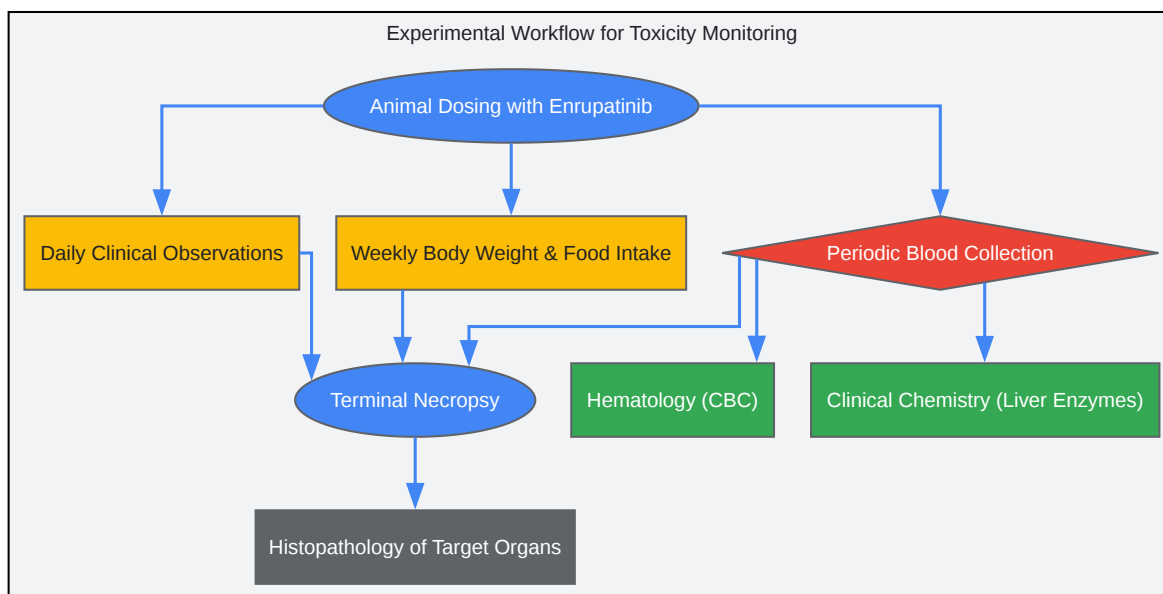 Experimental Workflow for Toxicity Monitoring
Animal Dosing with Enrupatinib
Daily Clinical Observations
Weekly Body Weight & Food Intake
Periodic Blood Collection
Terminal Necropsy
Hematology (CBC)
Clinical Chemistry (Liver Enzymes)
Histopathology of Target Organs